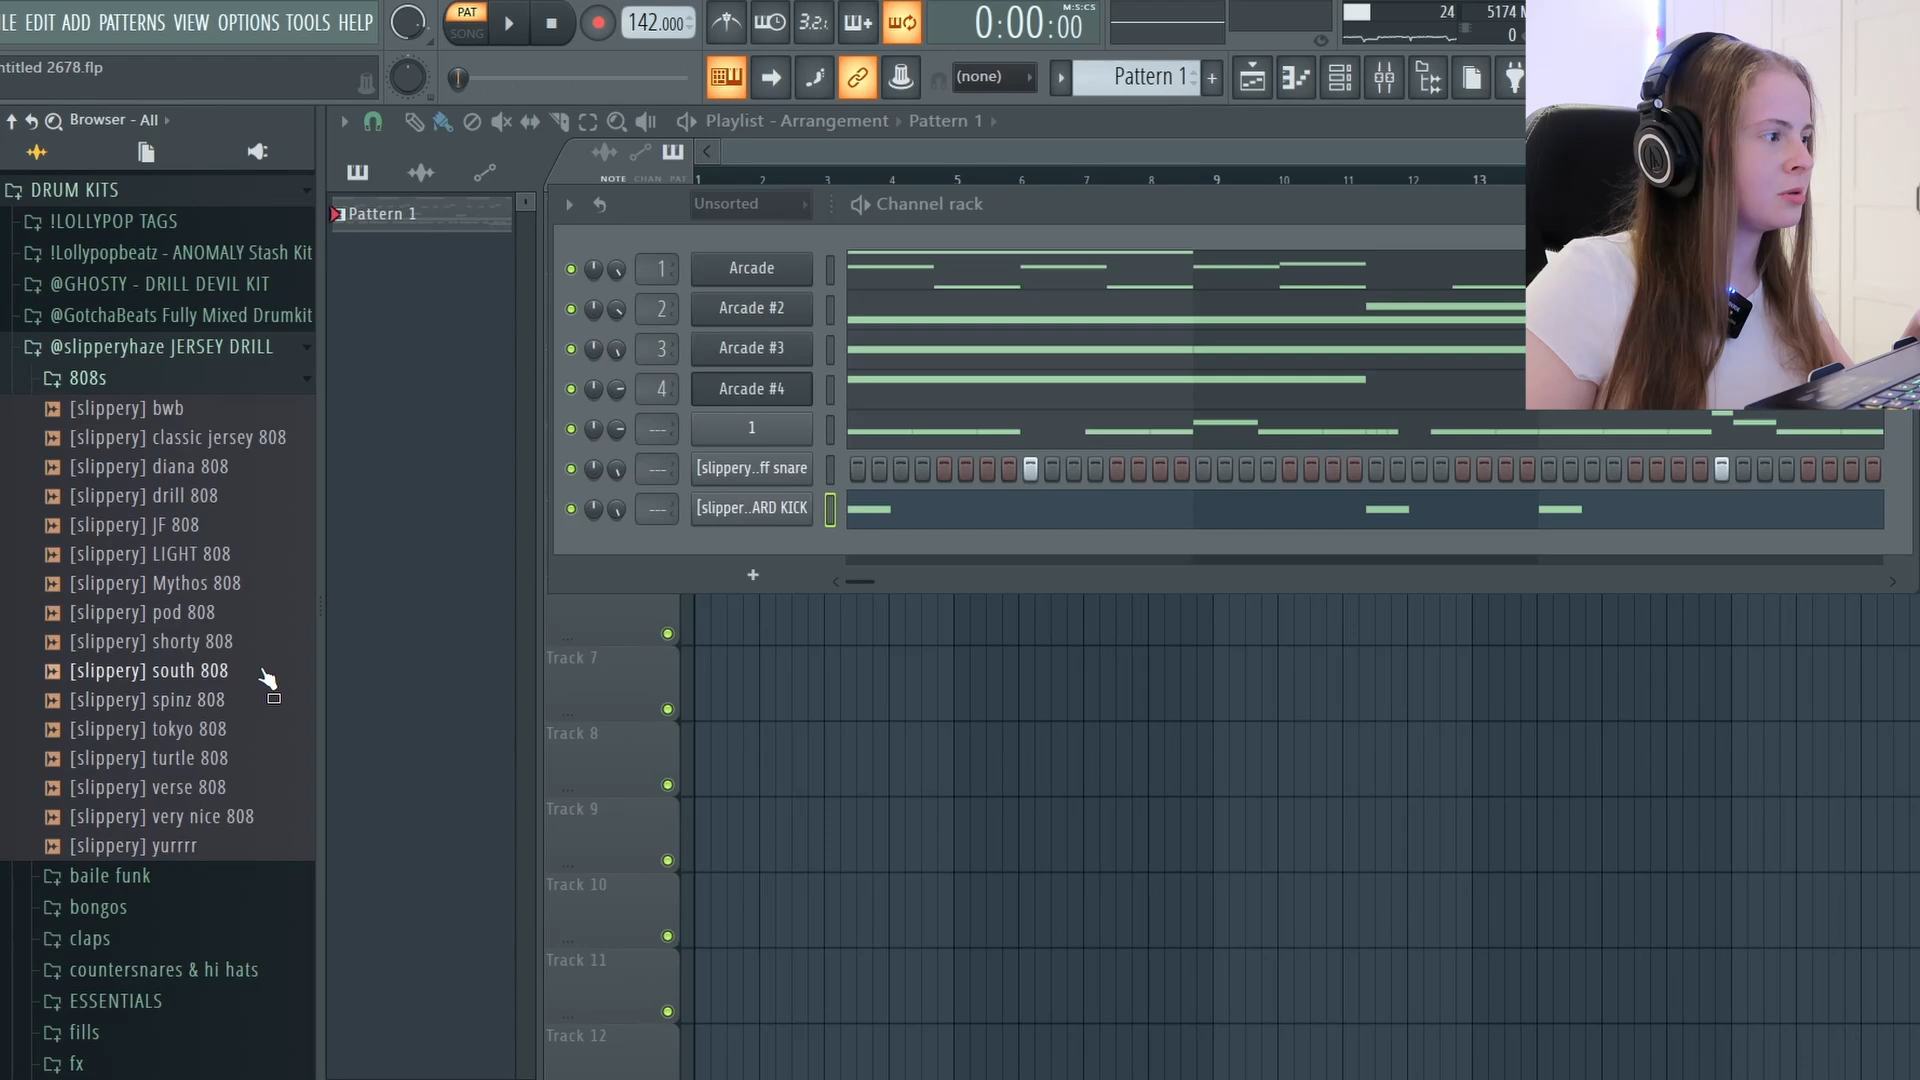 LE EDIT ADD PATTERNS VIEW OPTIONS TOOLS HELP
PAT
SONG
142.000
3.2.
0:00:00
M:S:CS
24
5174 M
0
ntitled 2678.flp
(none)
Pattern 1
+
Browser - All
Playlist - Arrangement
Pattern 1
NOTE CHAN PAT
1 2 3 4 5 6 7 8 9 10 11 12 13
Pattern 1
Unsorted
Channel rack
DRUM KITS
!LOLLYPOP TAGS
!Lollypopbeatz - ANOMALY Stash Kit
@GHOSTY - DRILL DEVIL KIT
@GotchaBeats Fully Mixed Drumkit
@slipperyhaze JERSEY DRILL
808s
[slippery] bwb
[slippery] classic jersey 808
[slippery] diana 808
[slippery] drill 808
[slippery] JF 808
[slippery] LIGHT 808
[slippery] Mythos 808
[slippery] pod 808
[slippery] shorty 808
[slippery] south 808
[slippery] spinz 808
[slippery] tokyo 808
[slippery] turtle 808
[slippery] verse 808
[slippery] very nice 808
[slippery] yurrrr
baile funk
bongos
claps
countersnares & hi hats
ESSENTIALS
fills
fx
1 Arcade
2 Arcade #2
3 Arcade #3
4 Arcade #4
--- 1
--- [slippery..ff snare
--- [slipper..ARD KICK
+
...
Track 7
...
Track 8
...
Track 9
...
Track 10
...
Track 11
...
Track 12